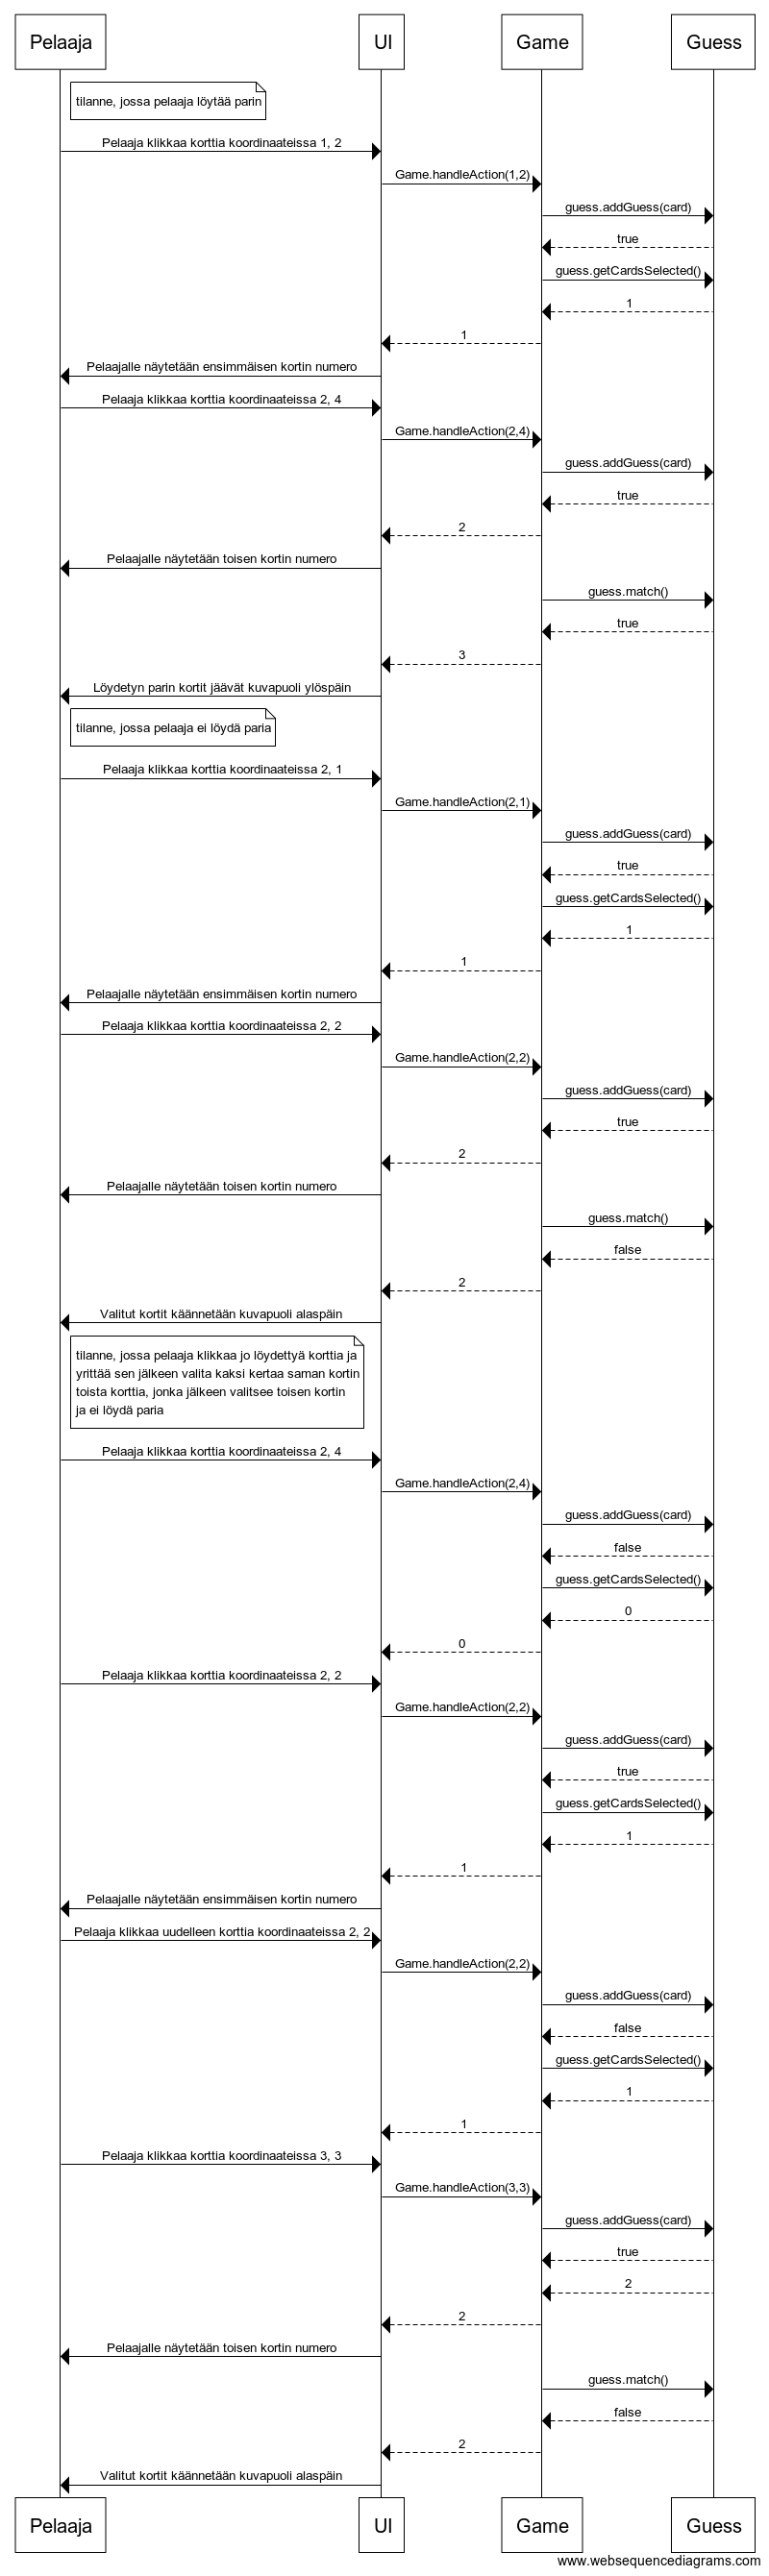 Pelaaja
UI
Game
Guess
tilanne, jossa pelaaja löytää parin
Pelaaja klikkaa korttia koordinaateissa 1, 2
Game.handleAction(1,2)
guess.addGuess(card)
true
guess.getCardsSelected()
1
1
Pelaajalle näytetään ensimmäisen kortin numero
Pelaaja klikkaa korttia koordinaateissa 2, 4
Game.handleAction(2,4)
guess.addGuess(card)
true
2
Pelaajalle näytetään toisen kortin numero
guess.match()
true
3
Löydetyn parin kortit jäävät kuvapuoli ylöspäin
tilanne, jossa pelaaja ei löydä paria
Pelaaja klikkaa korttia koordinaateissa 2, 1
Game.handleAction(2,1)
guess.addGuess(card)
true
guess.getCardsSelected()
1
1
Pelaajalle näytetään ensimmäisen kortin numero
Pelaaja klikkaa korttia koordinaateissa 2, 2
Game.handleAction(2,2)
guess.addGuess(card)
true
2
Pelaajalle näytetään toisen kortin numero
guess.match()
false
2
Valitut kortit käännetään kuvapuoli alaspäin
tilanne, jossa pelaaja klikkaa jo löydettyä korttia ja
yrittää sen jälkeen valita kaksi kertaa saman kortin
toista korttia, jonka jälkeen valitsee toisen kortin
ja ei löydä paria
Pelaaja klikkaa korttia koordinaateissa 2, 4
Game.handleAction(2,4)
guess.addGuess(card)
false
guess.getCardsSelected()
0
0
Pelaaja klikkaa korttia koordinaateissa 2, 2
Game.handleAction(2,2)
guess.addGuess(card)
true
guess.getCardsSelected()
1
1
Pelaajalle näytetään ensimmäisen kortin numero
Pelaaja klikkaa uudelleen korttia koordinaateissa 2, 2
Game.handleAction(2,2)
guess.addGuess(card)
false
guess.getCardsSelected()
1
1
Pelaaja klikkaa korttia koordinaateissa 3, 3
Game.handleAction(3,3)
guess.addGuess(card)
true
2
2
Pelaajalle näytetään toisen kortin numero
guess.match()
false
2
Valitut kortit käännetään kuvapuoli alaspäin
Pelaaja
UI
Game
Guess
www.websequencediagrams.com